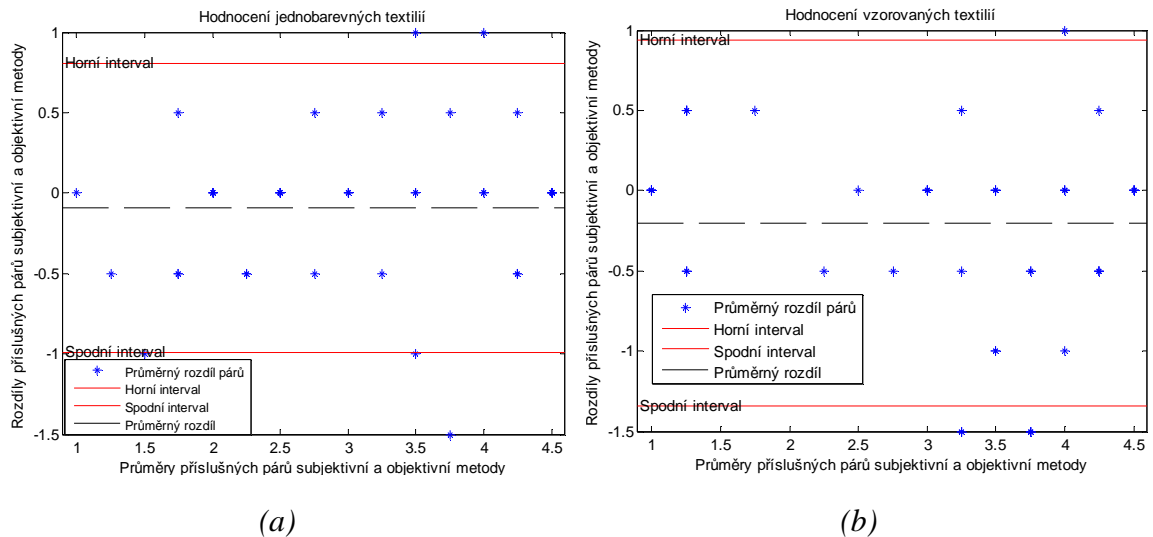 Hodnocení jednobarevných textilií
Rozdíly příslušných párů subjektivní a objektivní metody
1
0.5
0
-0.5
-1
-1.5
Horní interval
Spodní interval
Průměrný rozdíl párů
Horní interval
Spodní interval
Průměrný rozdíl
1 1.5 2 2.5 3 3.5 4 4.5
Průměry příslušných párů subjektivní a objektivní metody
(a)
Hodnocení vzorovaných textilií
Rozdíly příslušných párů subjektivní a objektivní metody
1
0.5
0
-0.5
-1
-1.5
Horní interval
Průměrný rozdíl párů
Horní interval
Spodní interval
Průměrný rozdíl
Spodní interval
1 1.5 2 2.5 3 3.5 4 4.5
Průměry příslušných párů subjektivní a objektivní metody
(b)